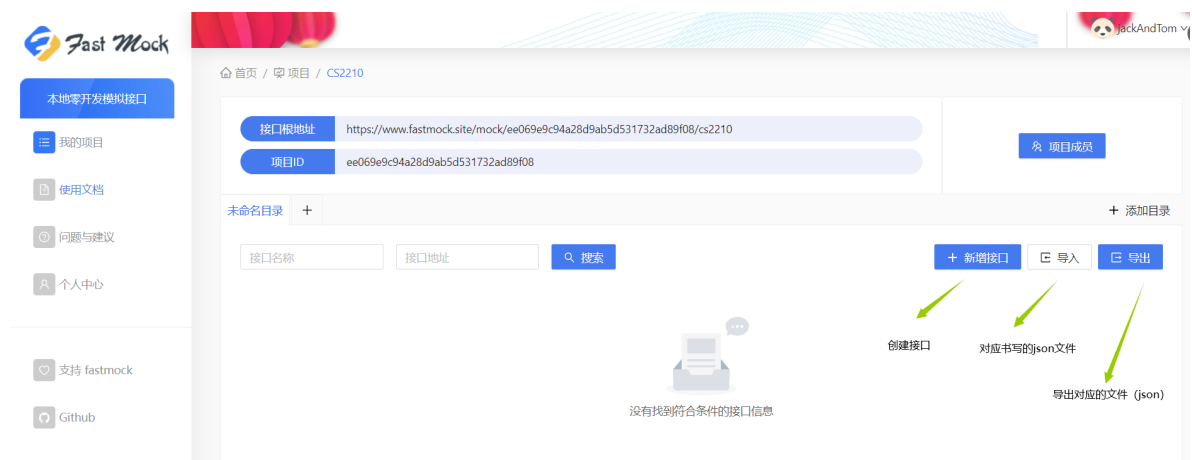 Fast Mock
jackAndTom
本地零开发模拟接口
我的项目
使用文档
问题与建议
个人中心
支持 fastmock
Github
首页 / 项目 / CS2210
接口根地址 https://www.fastmock.site/mock/ee069e9c94a28d9ab5d531732ad89f08/cs2210
项目ID ee069e9c94a28d9ab5d531732ad89f08
项目成员
未命名目录 + + 添加目录
接口名称 接口地址 搜索 + 新增接口 导入 导出
创建接口 对应书写的json文件
导出对应的文件（json）
没有找到符合条件的接口信息